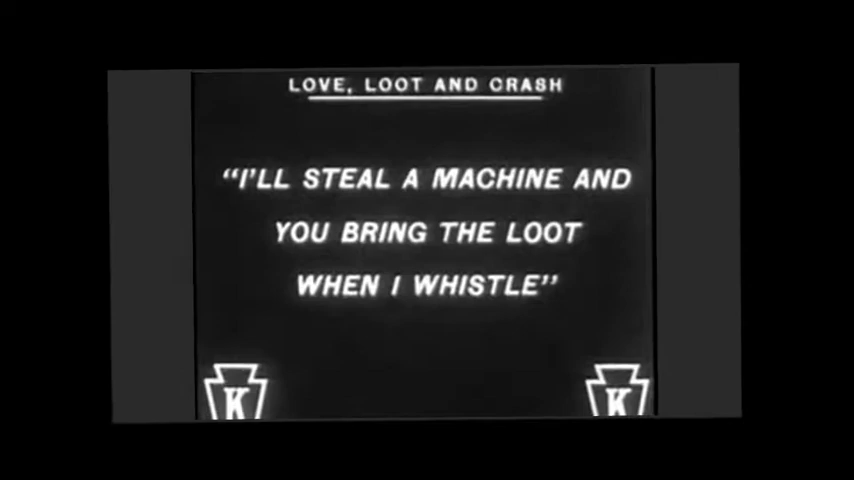 LOVE, LOOT AND CRASH
"I'LL STEAL A MACHINE AND
YOU BRING THE LOOT
WHEN I WHISTLE"
K K